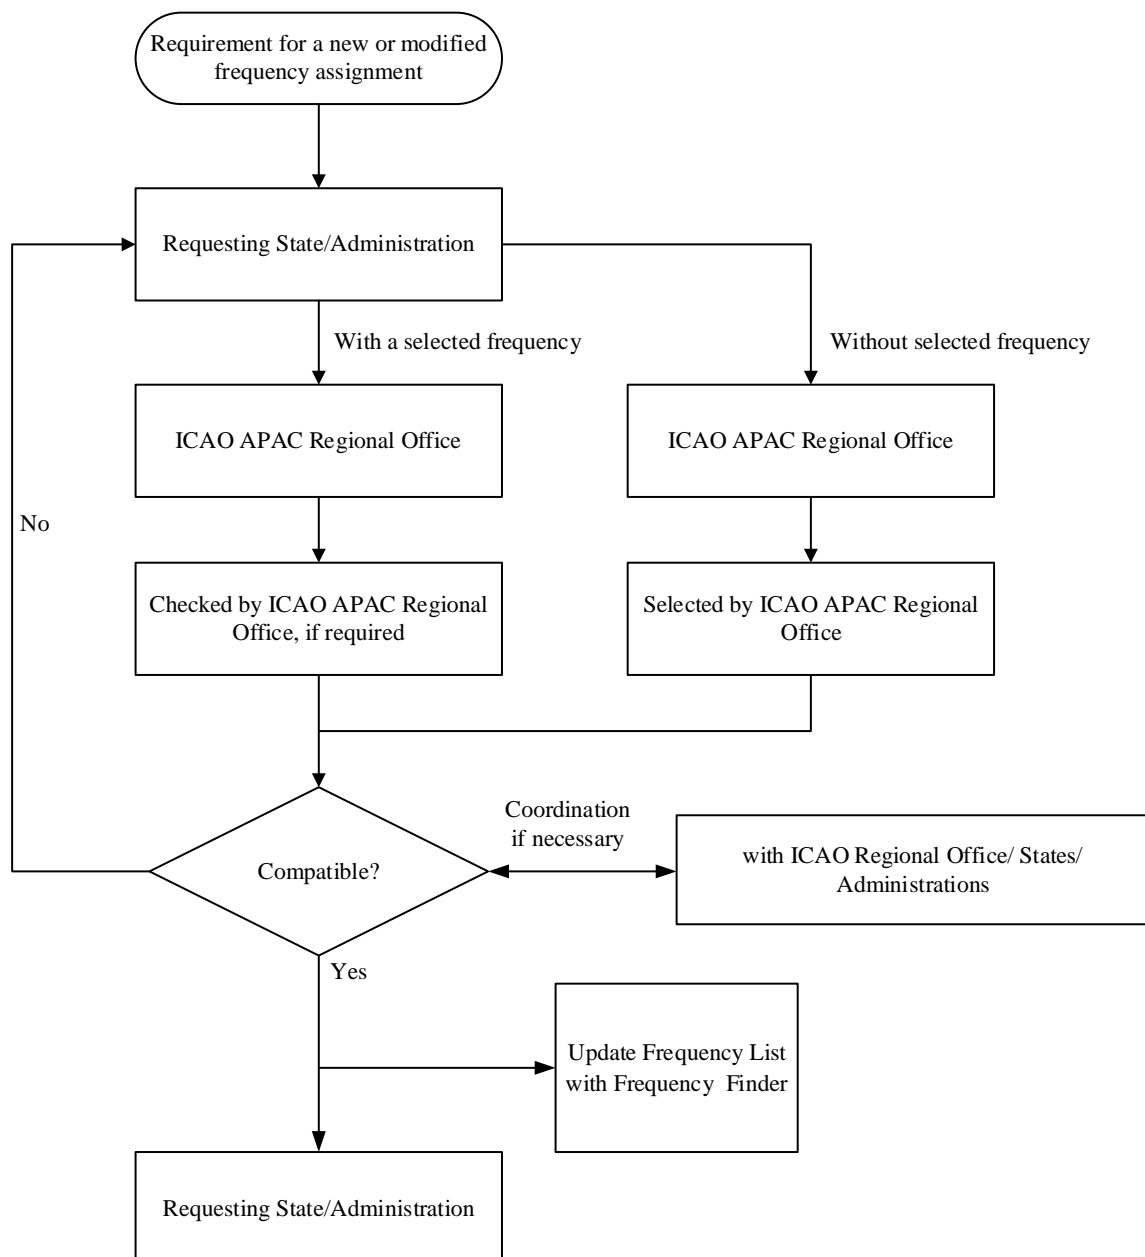 Requirement for a new or modified
frequency assignment
Requesting State/Administration
With a selected frequency
Without selected frequency
ICAO APAC Regional Office
ICAO APAC Regional Office
No
Checked by ICAO APAC Regional
Office, if required
Selected by ICAO APAC Regional
Office
Compatible?
Coordination
if necessary
with ICAO Regional Office/ States/
Administrations
Yes
Update Frequency List
with Frequency Finder
Requesting State/Administration